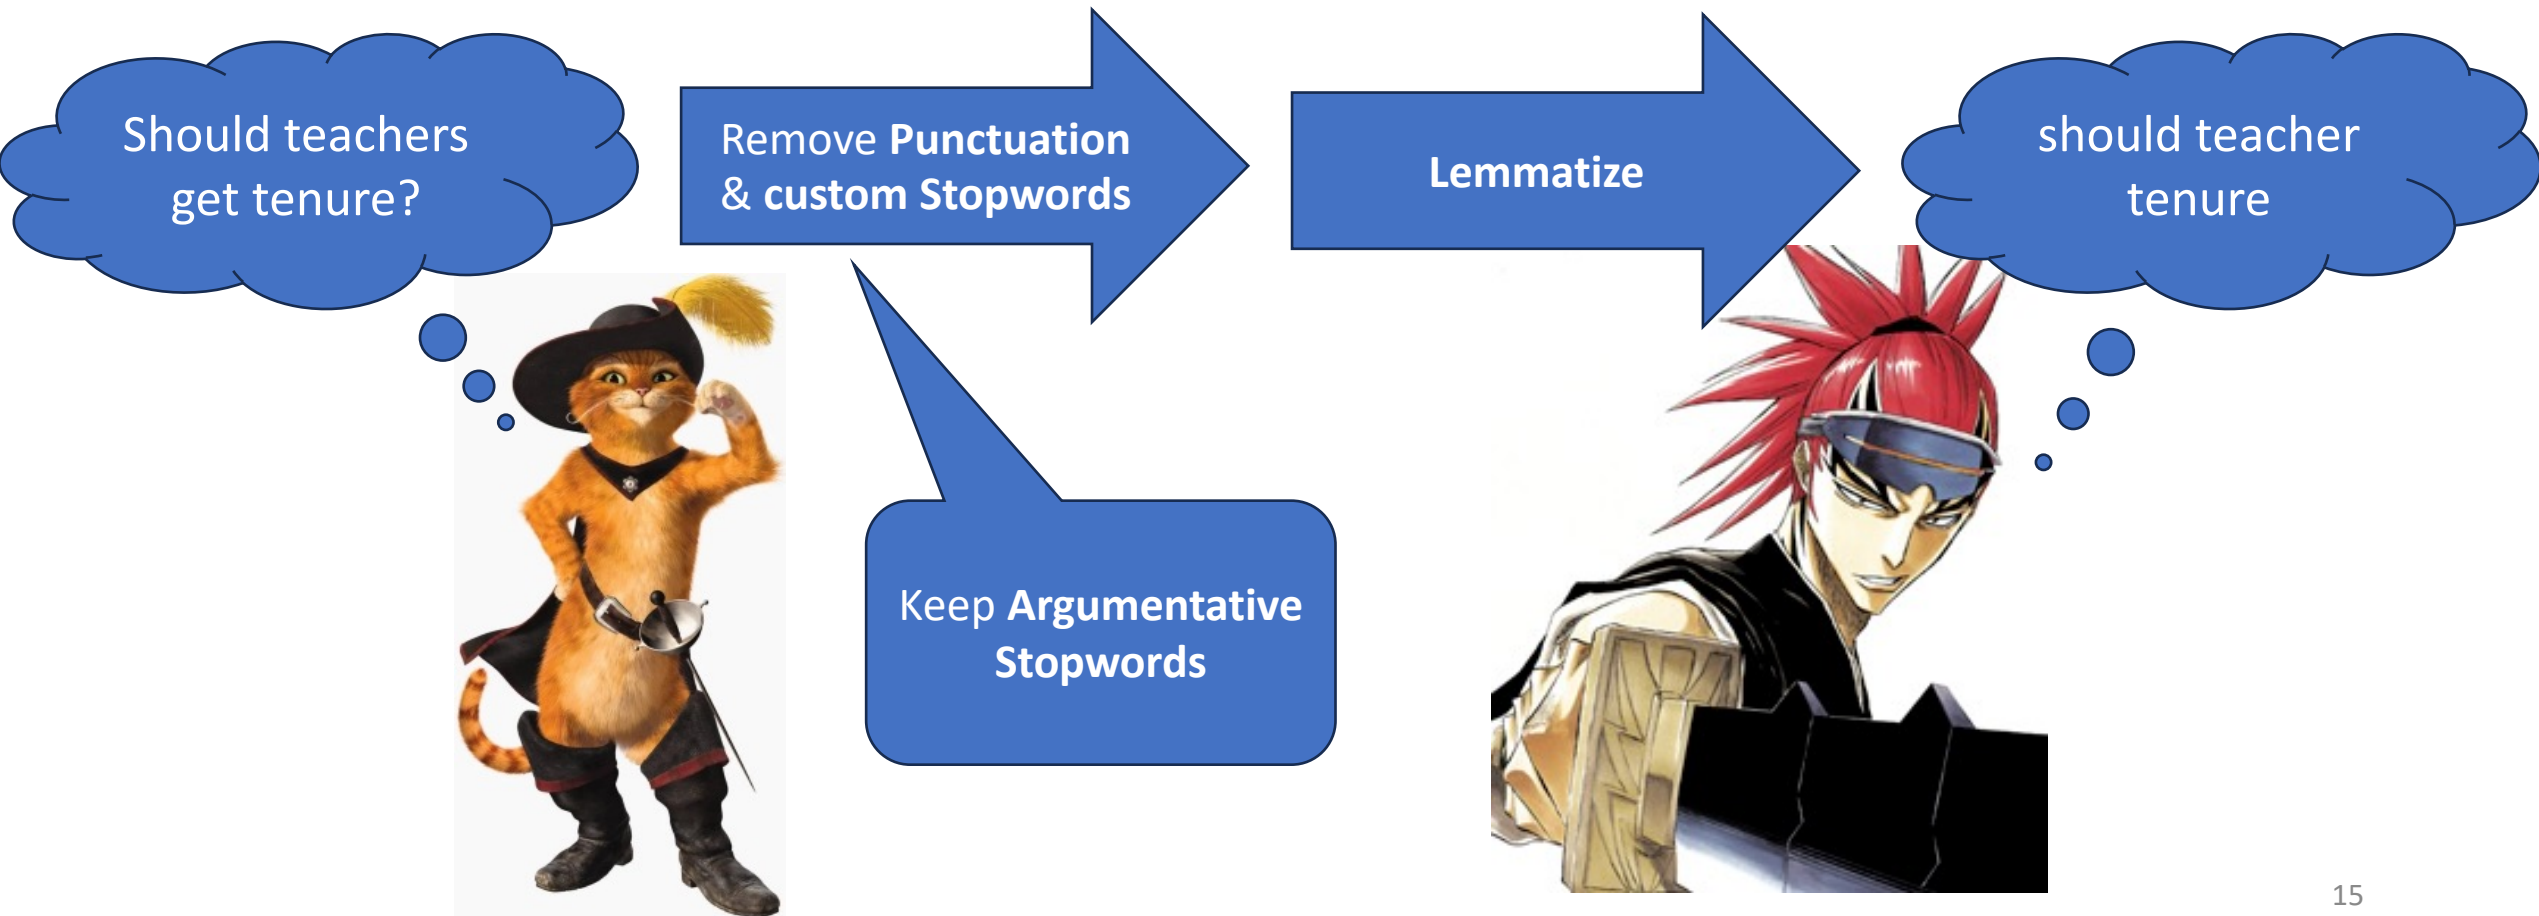 Should teachers
get tenure?
Remove Punctuation
& custom Stopwords
Lemmatize
should teacher
tenure
Keep Argumentative
Stopwords
15